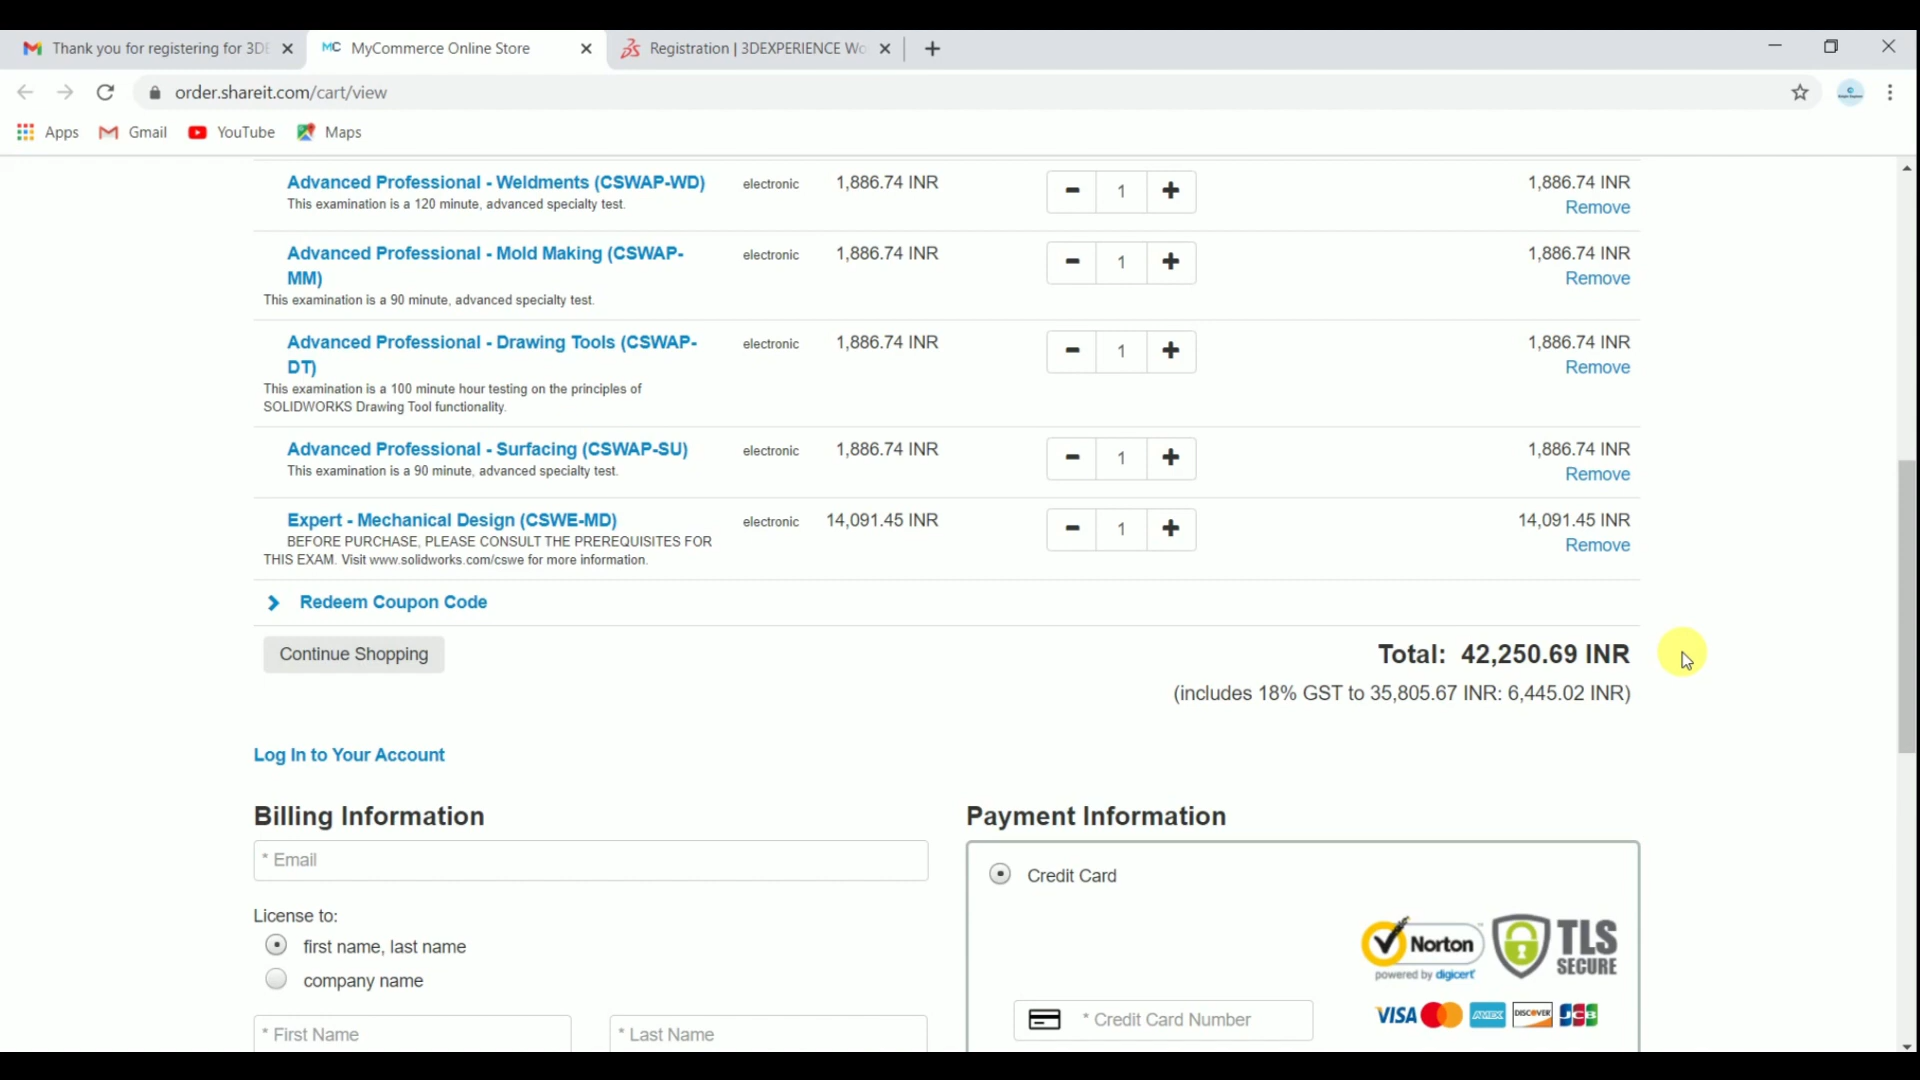 Thank you for registering for 3DE
MyCommerce Online Store
Registration | 3DEXPERIENCE Wo
order.shareit.com/cart/view
Apps
Gmail
YouTube
Maps
Advanced Professional - Weldments (CSWAP-WD) electronic 1,886.74 INR 1 1,886.74 INR
This examination is a 120 minute, advanced specialty test.
Remove
Advanced Professional - Mold Making (CSWAP- electronic 1,886.74 INR 1 1,886.74 INR
MM)
Remove
This examination is a 90 minute, advanced specialty test.
Advanced Professional - Drawing Tools (CSWAP- electronic 1,886.74 INR 1 1,886.74 INR
DT)
Remove
This examination is a 100 minute hour testing on the principles of
SOLIDWORKS Drawing Tool functionality.
Advanced Professional - Surfacing (CSWAP-SU) electronic 1,886.74 INR 1 1,886.74 INR
This examination is a 90 minute, advanced specialty test.
Remove
Expert - Mechanical Design (CSWE-MD) electronic 14,091.45 INR 1 14,091.45 INR
BEFORE PURCHASE, PLEASE CONSULT THE PREREQUISITES FOR
Remove
THIS EXAM. Visit www.solidworks.com/cswe for more information.
Redeem Coupon Code
Continue Shopping
Total: 42,250.69 INR
(includes 18% GST to 35,805.67 INR: 6,445.02 INR)
Log In to Your Account
Billing Information
* Email
License to:
first name, last name
company name
* First Name
* Last Name
Payment Information
Credit Card
Norton
powered by digicert
TLS
SECURE
* Credit Card Number
VISA
AMEX
DISCOVER
JCB